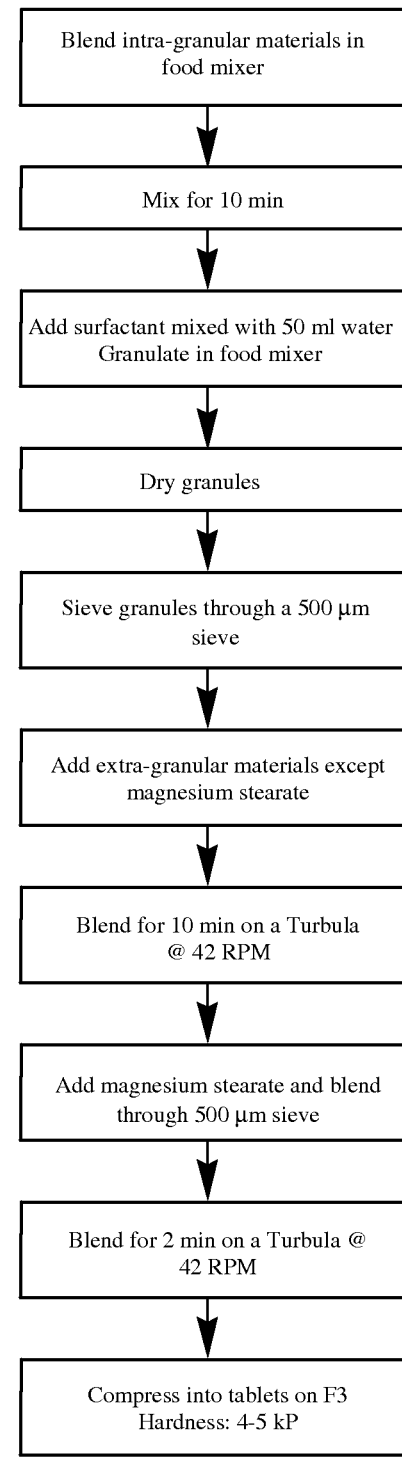 Blend intra-granular materials in
food mixer
Mix for 10 min
Add surfactant mixed with 50 ml water
Granulate in food mixer
Dry granules
Sieve granules through a 500 μm
sieve
Add extra-granular materials except
magnesium stearate
Blend for 10 min on a Turbula
@ 42 RPM
Add magnesium stearate and blend
through 500 μm sieve
Blend for 2 min on a Turbula @
42 RPM
Compress into tablets on F3
Hardness: 4-5 kP